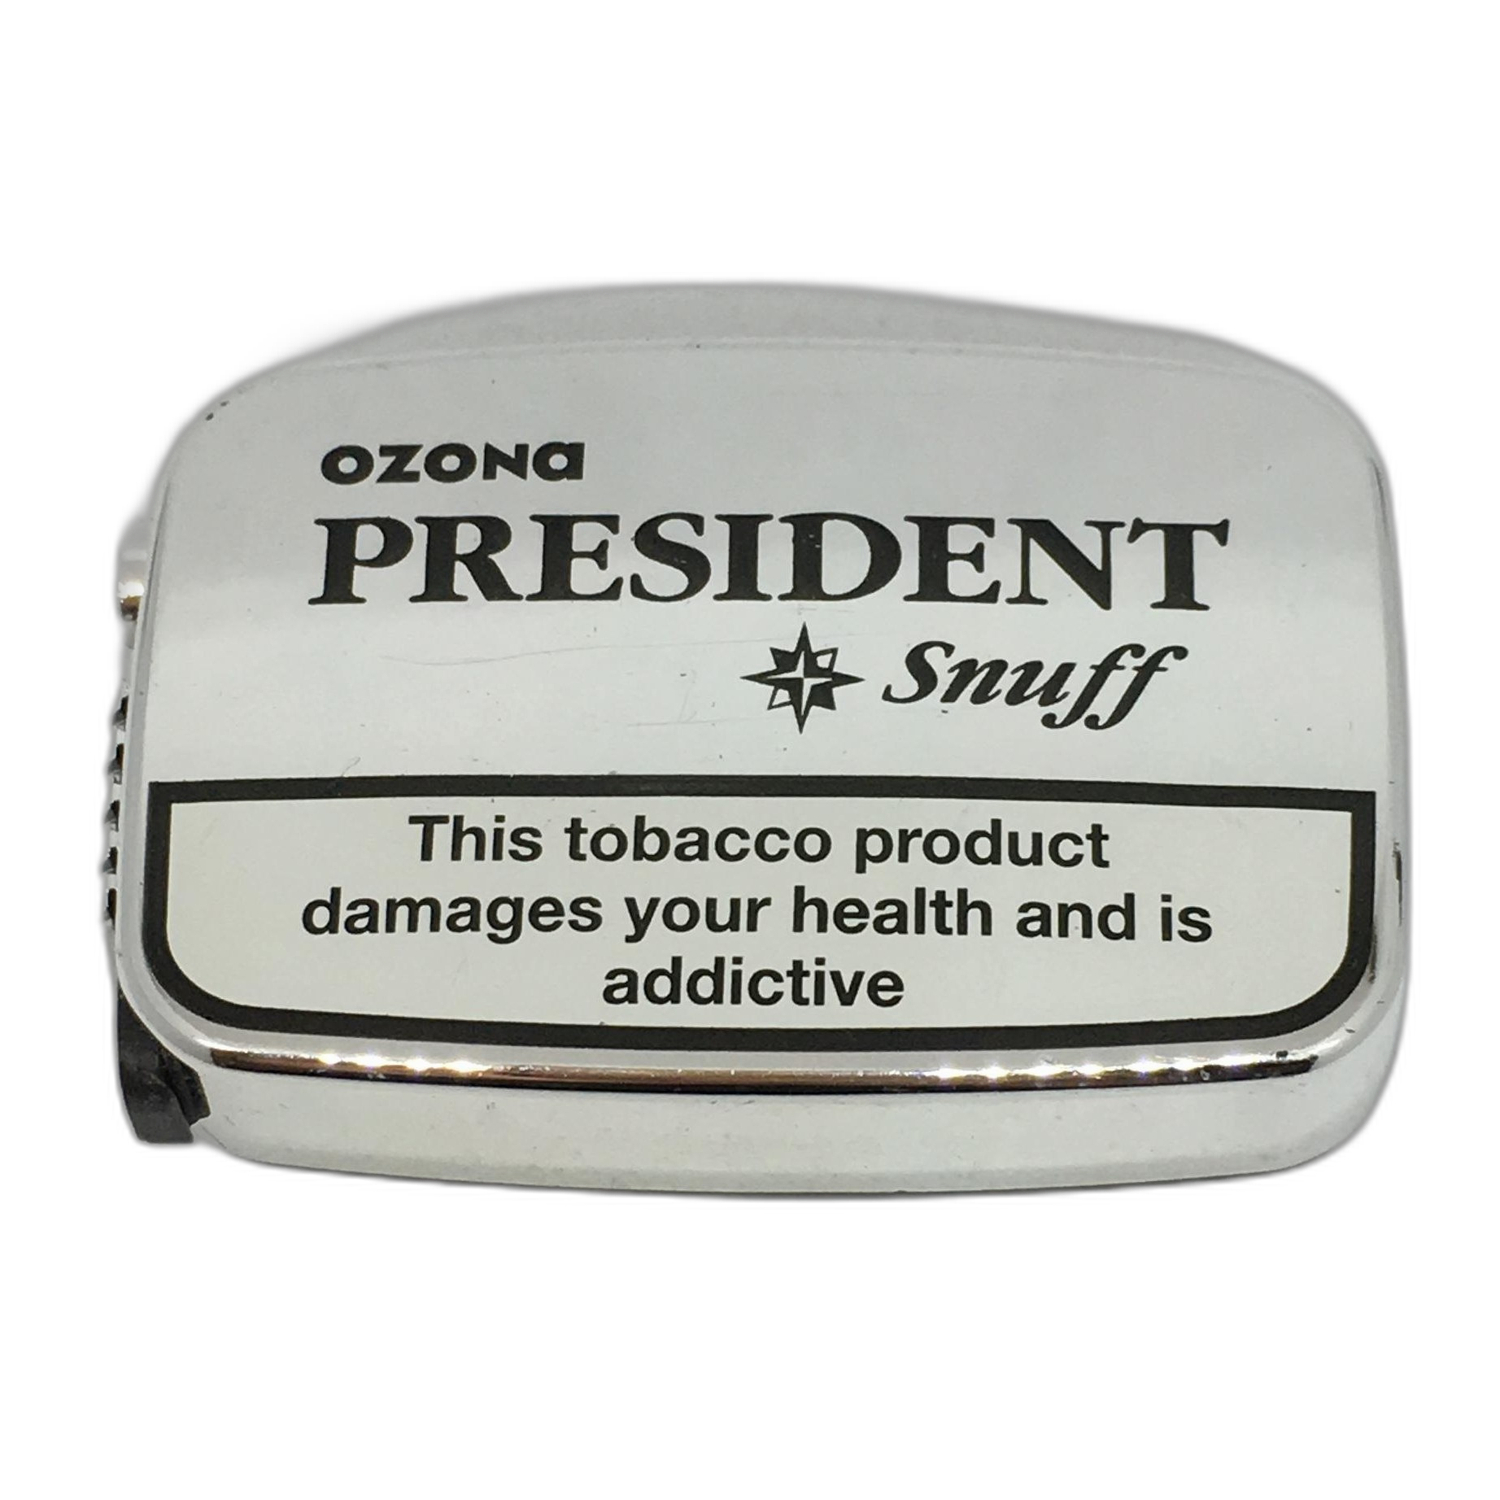 ozona
PRESIDENT
Snuff
This tobacco product
damages your health and is
addictive